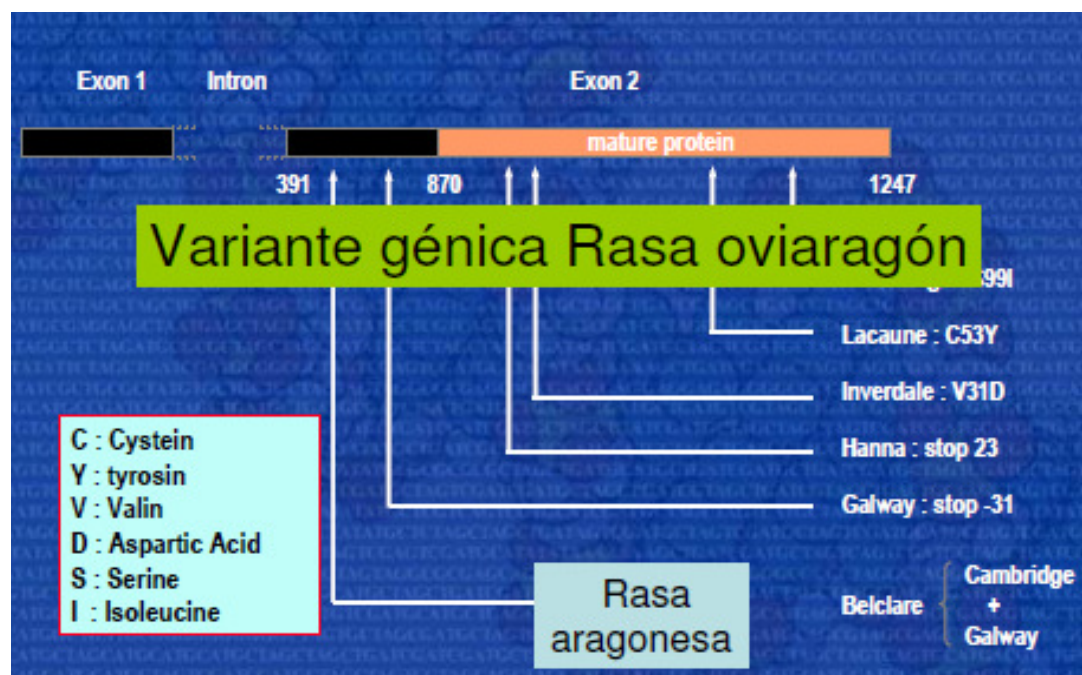 Exon 1
Intron
Exon 2
mature protein
391
870
1247
Variante génica Rasa oviaragón
99I
Lacaune : C53Y
Inverdale : V31D
Hanna : stop 23
Galway : stop -31
C : Cystein
Y : tyrosin
V : Valin
D : Aspartic Acid
S : Serine
I : Isoleucine
Rasa
aragonesa
Belclare
Cambridge
+
Galway